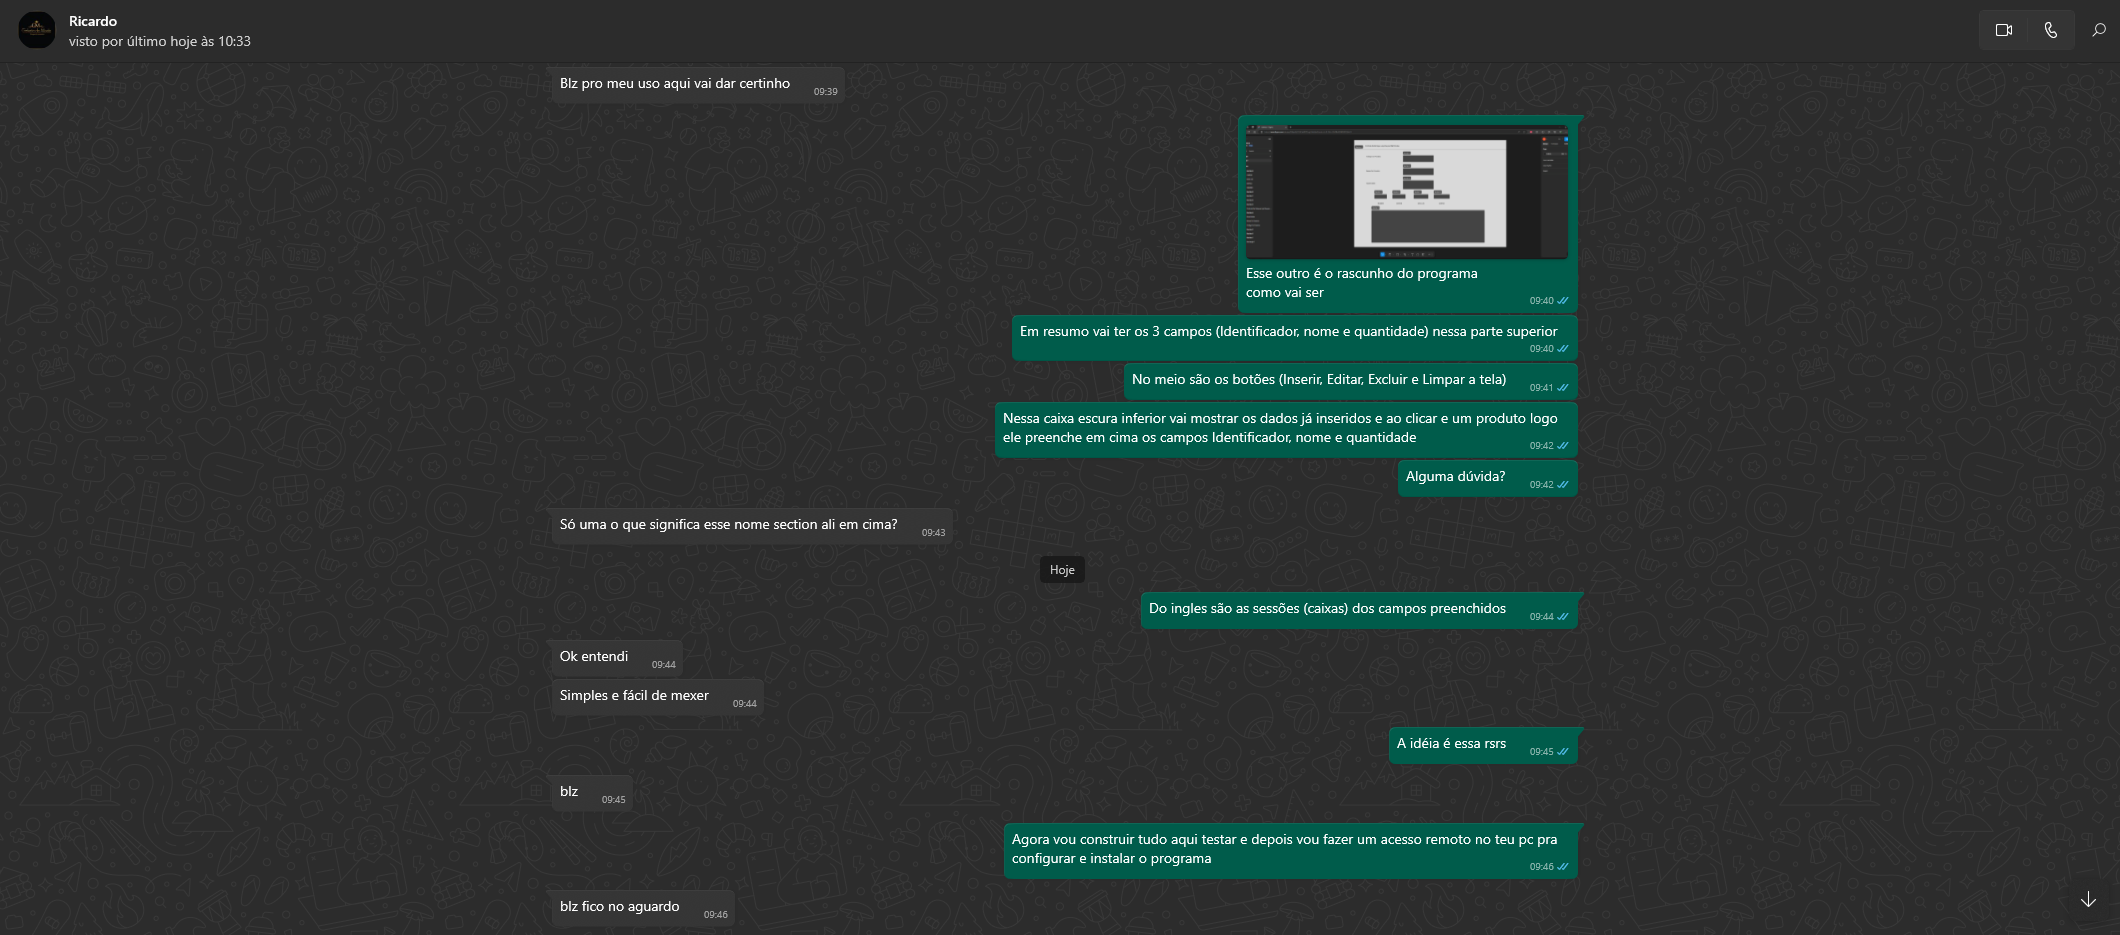 Ricardo
visto por último hoje às 10:33
Blz pro meu uso aqui vai dar certinho
09:39
Esse outro é o rascunho do programa
como vai ser
09:40
Em resumo vai ter os 3 campos (Identificador, nome e quantidade) nessa parte superior
09:40
No meio são os botões (Inserir, Editar, Excluir e Limpar a tela)
09:41
Nessa caixa escura inferior vai mostrar os dados já inseridos e ao clicar e um produto logo
ele preenche em cima os campos Identificador, nome e quantidade
09:42
Alguma dúvida?
09:42
Só uma o que significa esse nome section ali em cima?
09:43
Hoje
Do ingles são as sessões (caixas) dos campos preenchidos
09:44
Ok entendi
09:44
Simples e fácil de mexer
09:44
A idéia é essa rsrs
09:45
blz
09:45
Agora vou construir tudo aqui testar e depois vou fazer um acesso remoto no teu pc pra
configurar e instalar o programa
09:46
blz fico no aguardo
09:46